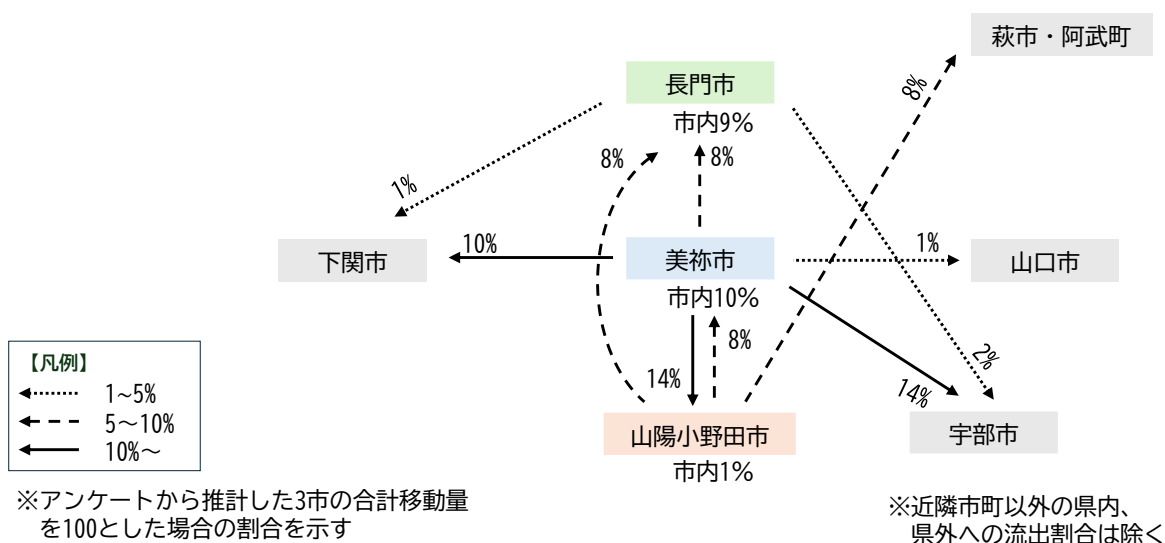 萩市・阿武町
長門市
市内9%
8%
8%
8%
1%
下関市
10%
美祢市
市内10%
1%
山口市
8%
14%
2%
14%
山陽小野田市
市内1%
宇部市
【凡例】
1~5%
5～10%
10%～
※アンケートから推計した3市の合計移動量
を100とした場合の割合を示す
※近隣市町以外の県内、
県外への流出割合は除く